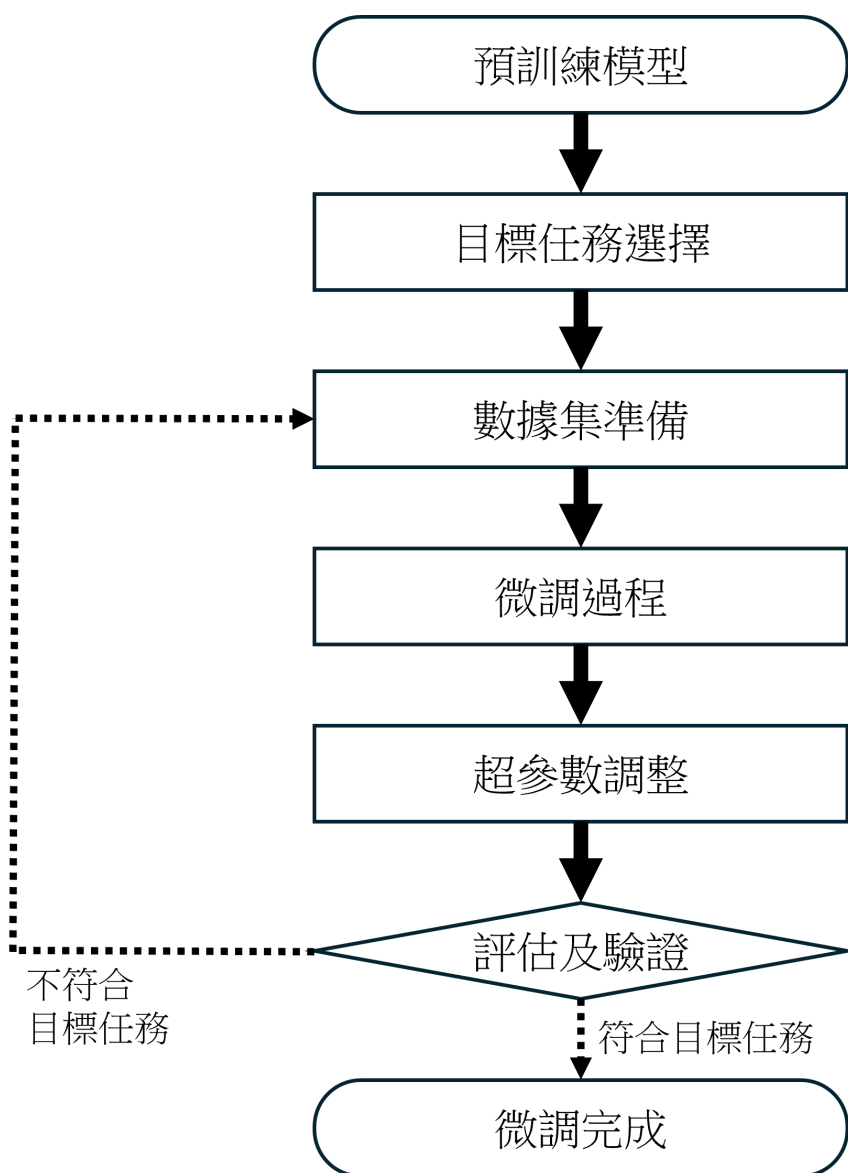 預訓練模型
目標任務選擇
數據集準備
微調過程
超參數調整
評估及驗證
不符合
目標任務
符合目標任務
微調完成